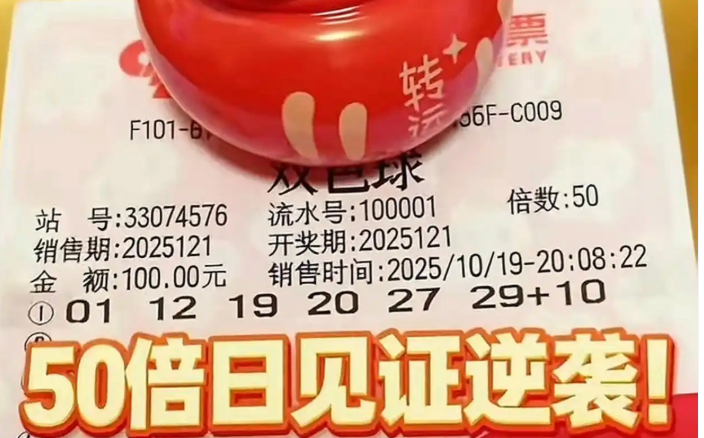 票
TERY
转运
F101-
56F-C009
双色球
站 号:33074576 流水号:100001 倍数:50
销售期:2025121 开奖期:2025121
金 额:100.00元 销售时间:2025/10/19-20:08:22
① 01 12 19 20 27 29+10
50倍日见证逆袭!